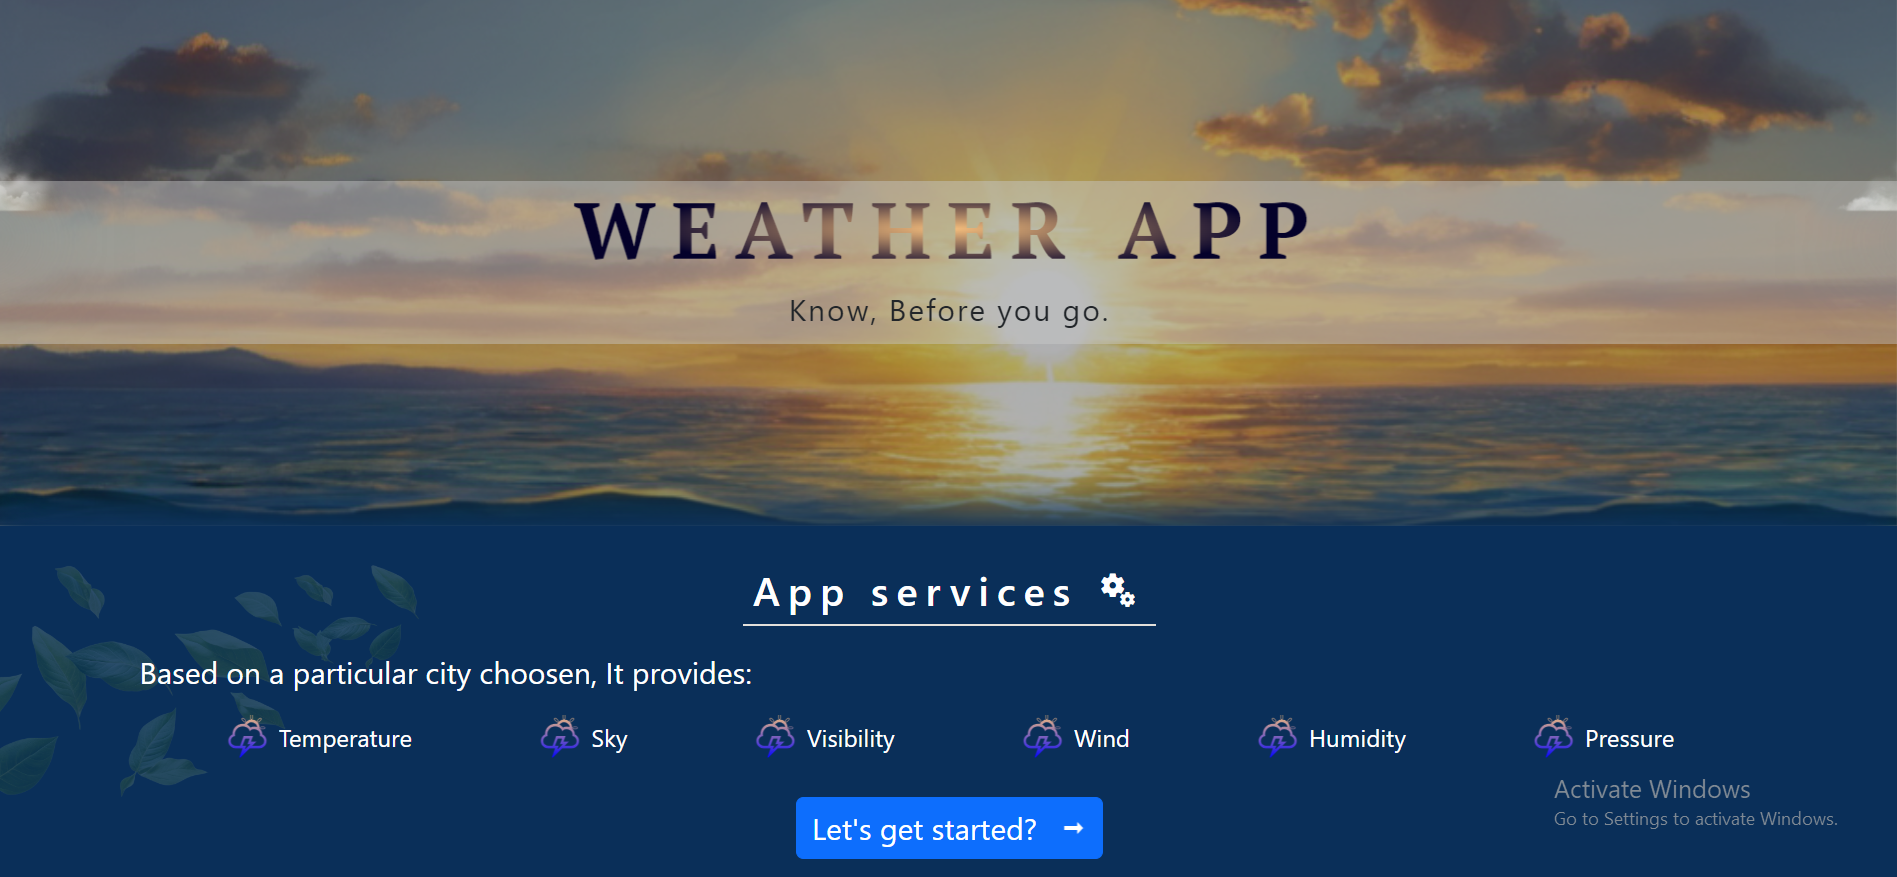 WEATHER APP
Know, Before you go.
App services
Based on a particular city choosen, It provides:
Temperature Sky Visibility Wind Humidity Pressure
Activate Windows
Go to Settings to activate Windows.
Let's get started? →